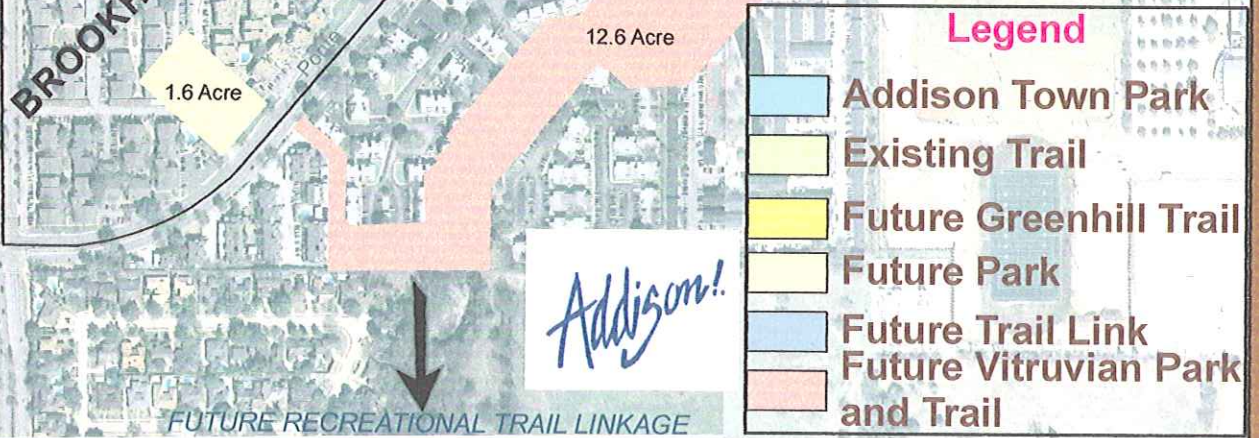 BROOKH
1.6 Acre
Ponte
12.6 Acre
Addison!
FUTURE RECREATIONAL TRAIL LINKAGE
Legend
Addison Town Park
Existing Trail
Future Greenhill Trail
Future Park
Future Trail Link
Future Vitruvian Park
and Trail